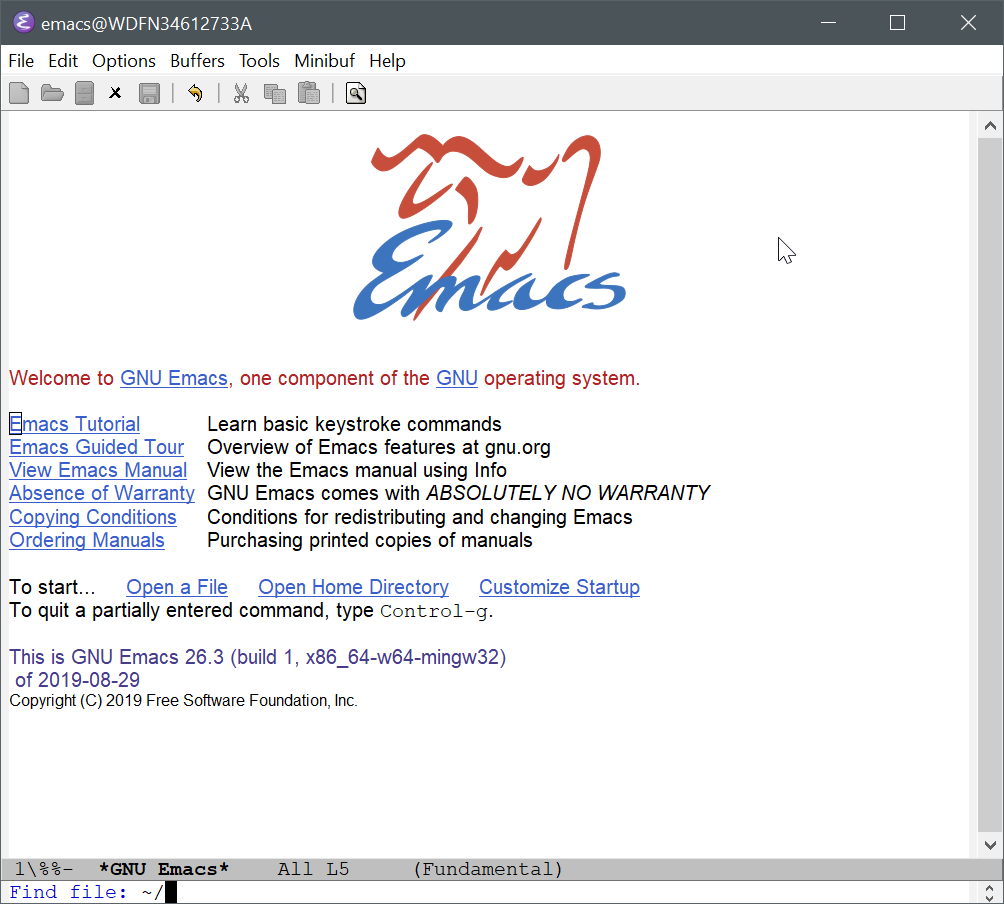 emacs@WDFN34612733A
File Edit Options Buffers Tools Minibuf Help
Emacs
Welcome to GNU Emacs, one component of the GNU operating system.
Emacs Tutorial Learn basic keystroke commands
Emacs Guided Tour Overview of Emacs features at gnu.org
View Emacs Manual View the Emacs manual using Info
Absence of Warranty GNU Emacs comes with ABSOLUTELY NO WARRANTY
Copying Conditions Conditions for redistributing and changing Emacs
Ordering Manuals Purchasing printed copies of manuals
To start... Open a File Open Home Directory Customize Startup
To quit a partially entered command, type Control-g.
This is GNU Emacs 26.3 (build 1, x86_64-w64-mingw32)
of 2019-08-29
Copyright (C) 2019 Free Software Foundation, Inc.
1\%%- *GNU Emacs* All L5 (Fundamental)
Find file: ~/